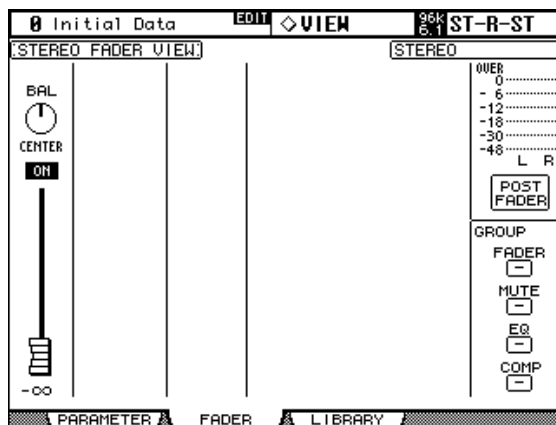 0 Initial Data EDIT ◇VIEW 96k 6.1 ST-R-ST
STEREO FADER VIEW STEREO
BAL
CENTER
ON
-∞
OVER
0
- 6
-12
-18
-30
-48
L R
POST
FADER
GROUP
FADER
-
MUTE
-
EQ
-
COMP
-
PARAMETER FADER LIBRARY